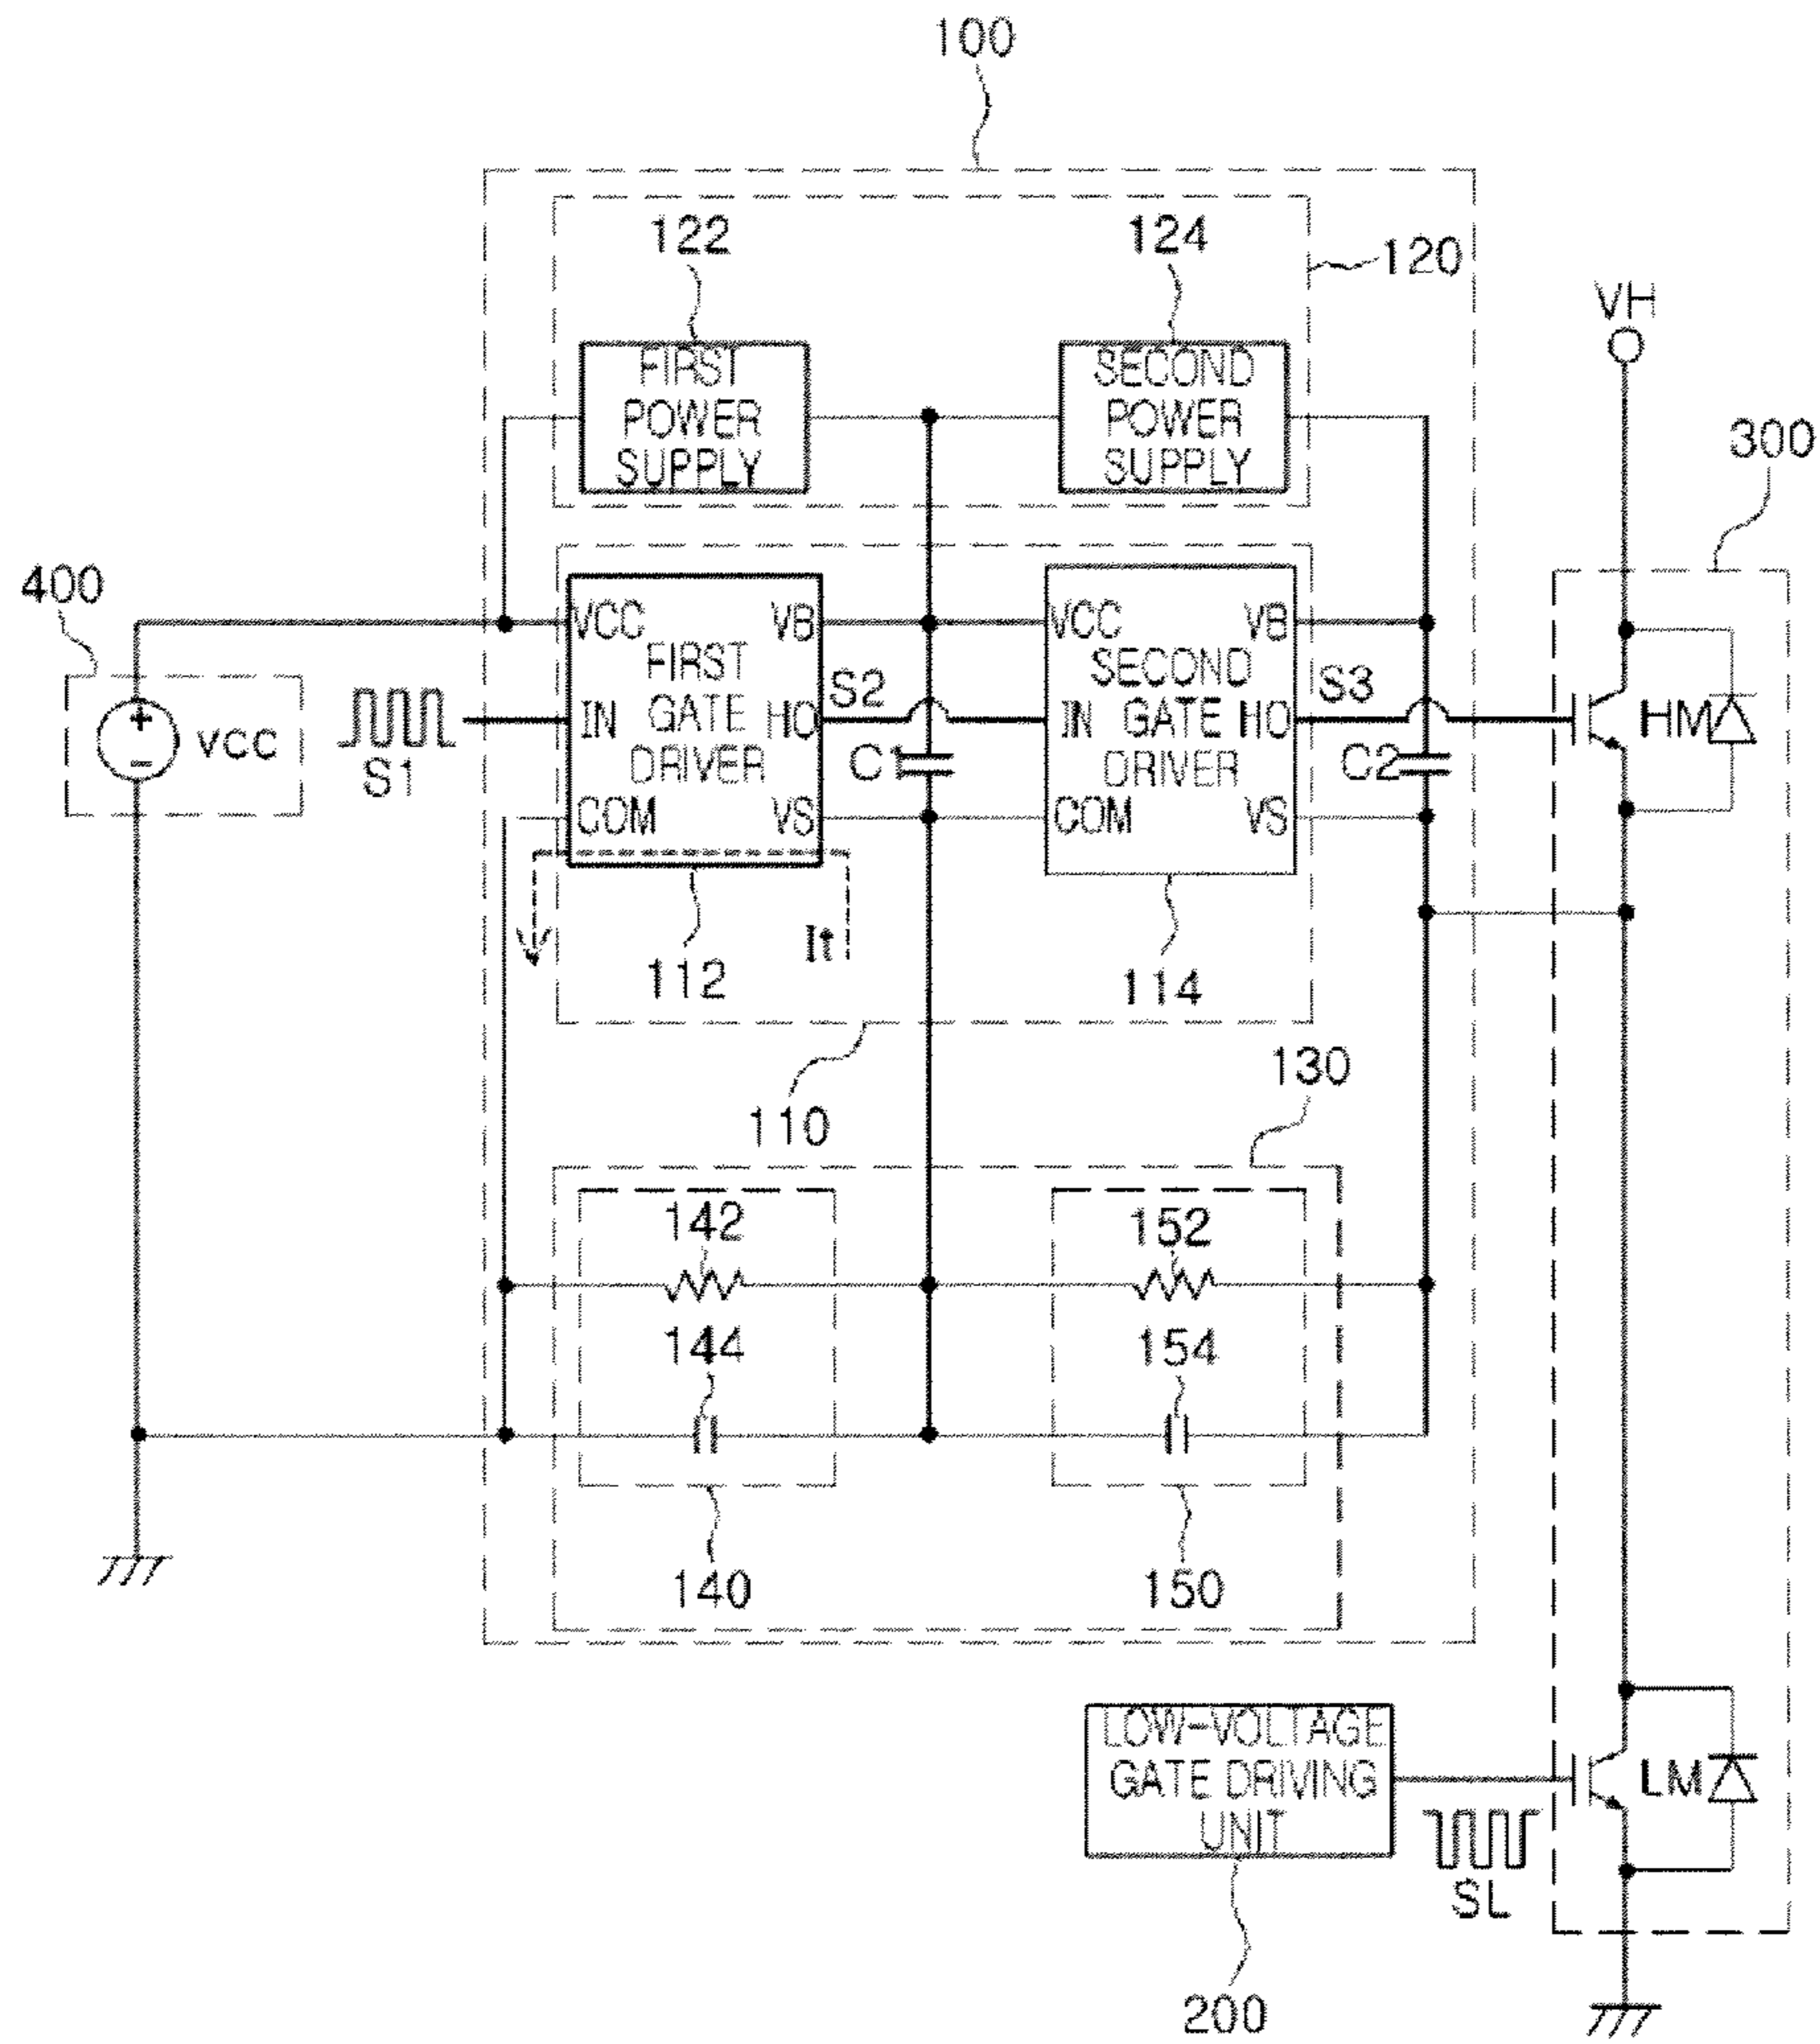 100
122
124
120
VH
FIRST
POWER
SUPPLY
SECOND
POWER
SUPPLY
300
400
VCC
VB
VCC
VB
FIRST
SECOND
S2
S3
IN
GATE
HO
IN
GATE
HO
HM
VCC
S1
DRIVER
C1
DRIVER
C2
COM
VS
COM
VS
It
112
114
110
130
142
152
144
154
140
150
LOW-VOLTAGE
GATE DRIVING
UNIT
LM
SL
200